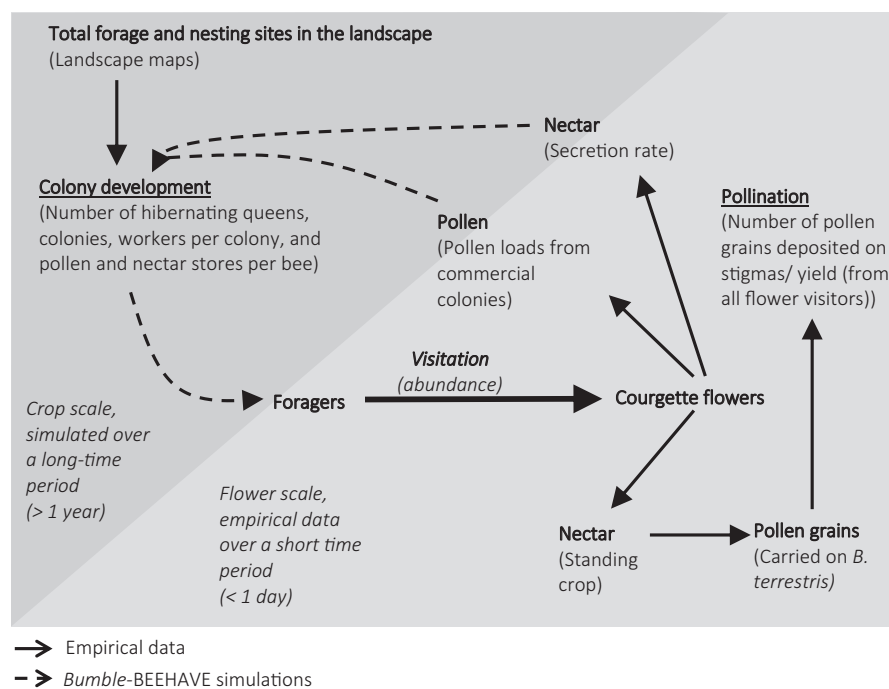 Total forage and nesting sites in the landscape
(Landscape maps)
Nectar
(Secretion rate)
Colony development
(Number of hibernating queens,
colonies, workers per colony, and
pollen and nectar stores per bee)
Pollen
(Pollen loads from
commercial
colonies)
Pollination
(Number of pollen
grains deposited on
stigmas/ yield (from
all flower visitors))
Visitation
(abundance)
Foragers
Courgette flowers
Crop scale,
simulated over
a long-time
period
(> 1 year)
Flower scale,
empirical data
over a short time
period
(< 1 day)
Nectar
(Standing
crop)
Pollen grains
(Carried on B.
terrestris)
Empirical data
Bumble-BEEHAVE simulations